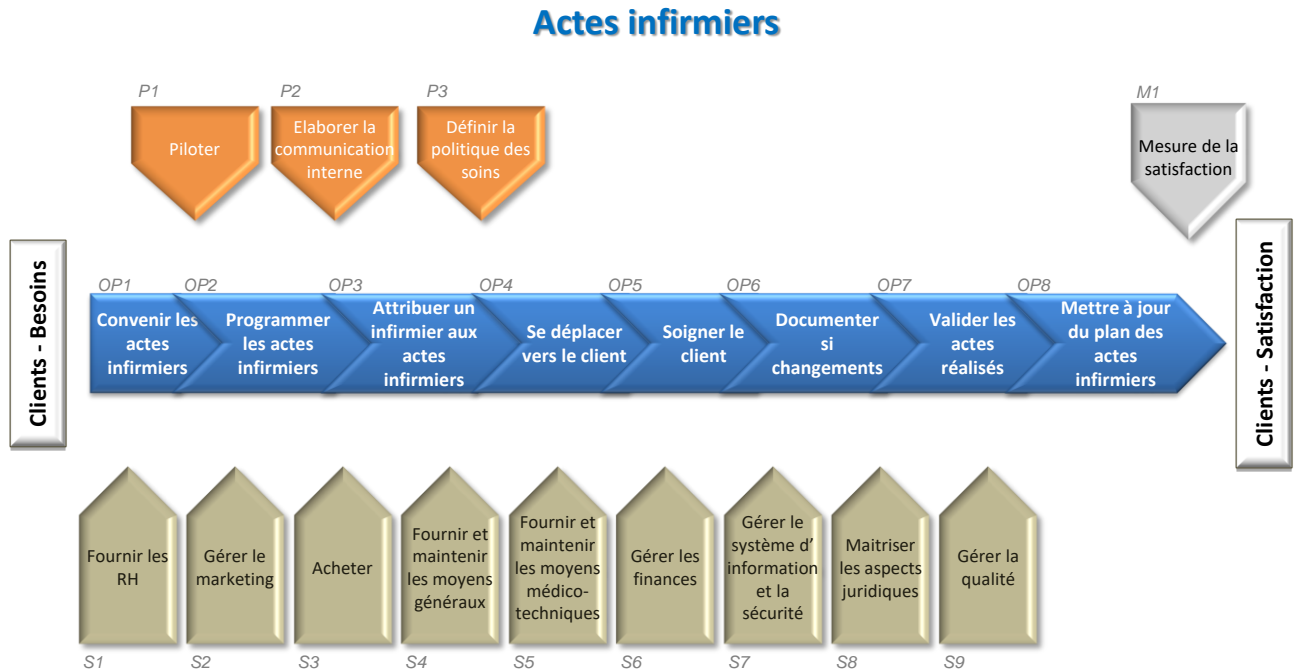 Actes infirmiers
P1
P2
P3
M1
Piloter
Elaborer la
communication
interne
Définir la
politique des
soins
Mesure de la
satisfaction
Clients - Besoins
OP1
OP2
OP3
OP4
OP5
OP6
OP7
OP8
Convenir les
actes
infirmiers
Programmer
les actes
infirmiers
Attribuer un
infirmier aux
actes
infirmiers
Se déplacer
vers le client
Soigner le
client
Documenter
si
changements
Valider les
actes
réalisés
Mettre à jour
du plan des
actes
infirmiers
Clients - Satisfaction
Fournir les
RH
Gérer le
marketing
Acheter
Fournir et
maintenir
les moyens
généraux
Fournir et
maintenir
les moyens
médico-
techniques
Gérer les
finances
Gérer le
système d’
information
et la
sécurité
Maitriser
les aspects
juridiques
Gérer la
qualité
S1
S2
S3
S4
S5
S6
S7
S8
S9